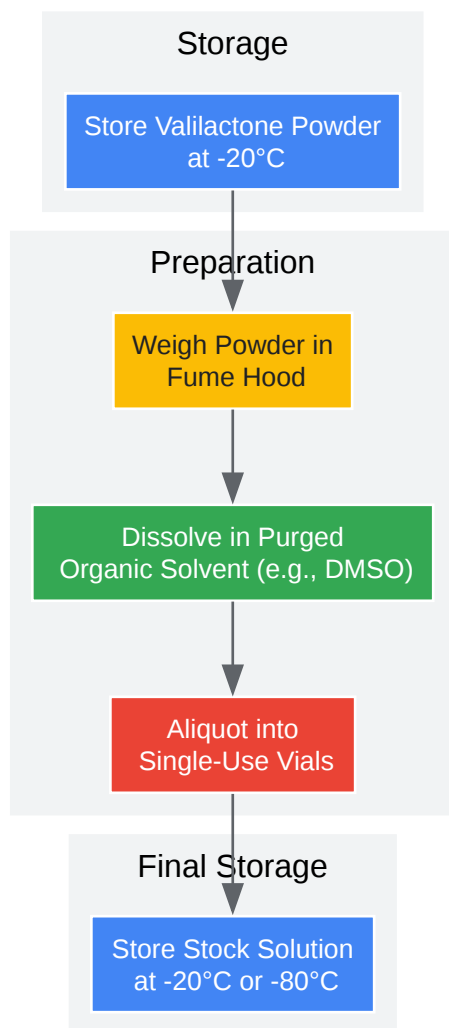 Storage
Store Valilactone Powder
at -20°C
Preparation
Weigh Powder in
Fume Hood
Dissolve in Purged
Organic Solvent (e.g., DMSO)
Aliquot into
Single-Use Vials
Final Storage
Store Stock Solution
at -20°C or -80°C